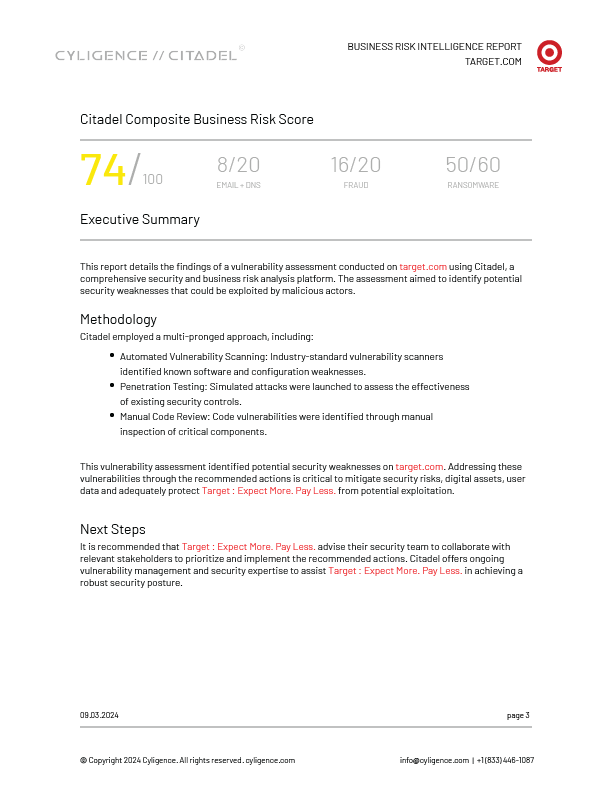 CYLIGENCE // CITADEL©
BUSINESS RISK INTELLIGENCE REPORT
TARGET.COM
TARGET
Citadel Composite Business Risk Score
74/100
8/20
16/20
50/60
EMAIL + DNS
FRAUD
RANSOMWARE
Executive Summary
This report details the findings of a vulnerability assessment conducted on target.com using Citadel, a
comprehensive security and business risk analysis platform. The assessment aimed to identify potential
security weaknesses that could be exploited by malicious actors.
Methodology
Citadel employed a multi-pronged approach, including:
• Automated Vulnerability Scanning: Industry-standard vulnerability scanners
identified known software and configuration weaknesses.
• Penetration Testing: Simulated attacks were launched to assess the effectiveness
of existing security controls.
• Manual Code Review: Code vulnerabilities were identified through manual
inspection of critical components.
This vulnerability assessment identified potential security weaknesses on target.com. Addressing these
vulnerabilities through the recommended actions is critical to mitigate security risks, digital assets, user
data and adequately protect Target : Expect More. Pay Less. from potential exploitation.
Next Steps
It is recommended that Target : Expect More. Pay Less. advise their security team to collaborate with
relevant stakeholders to prioritize and implement the recommended actions. Citadel offers ongoing
vulnerability management and security expertise to assist Target : Expect More. Pay Less. in achieving a
robust security posture.
09.03.2024
page 3
© Copyright 2024 Cyligence. All rights reserved. cyligence.com
info@cyligence.com | +1 (833) 446-1087